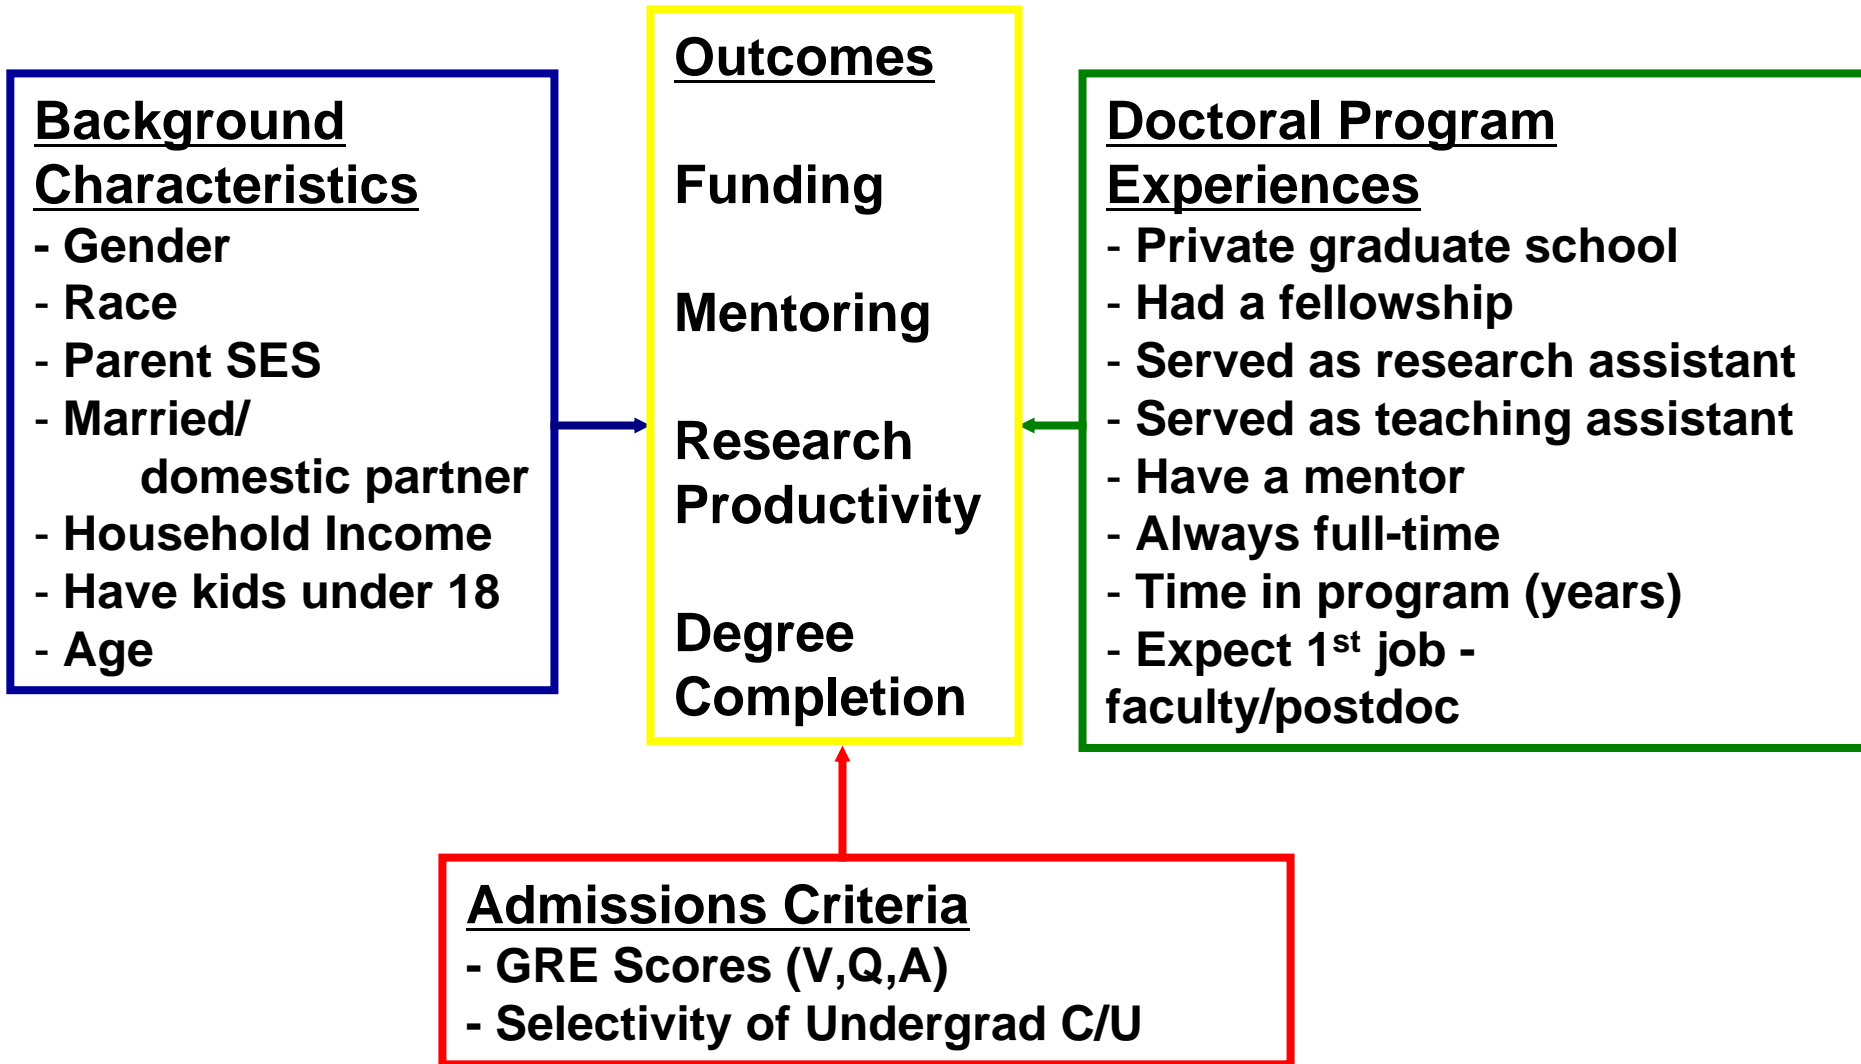 Background
Characteristics
- Gender
- Race
- Parent SES
- Married/
domestic partner
- Household Income
- Have kids under 18
- Age
Outcomes
Funding
Mentoring
Research
Productivity
Degree
Completion
Doctoral Program
Experiences
- Private graduate school
- Had a fellowship
- Served as research assistant
- Served as teaching assistant
- Have a mentor
- Always full-time
- Time in program (years)
- Expect 1st job -
faculty/postdoc
Admissions Criteria
- GRE Scores (V,Q,A)
- Selectivity of Undergrad C/U